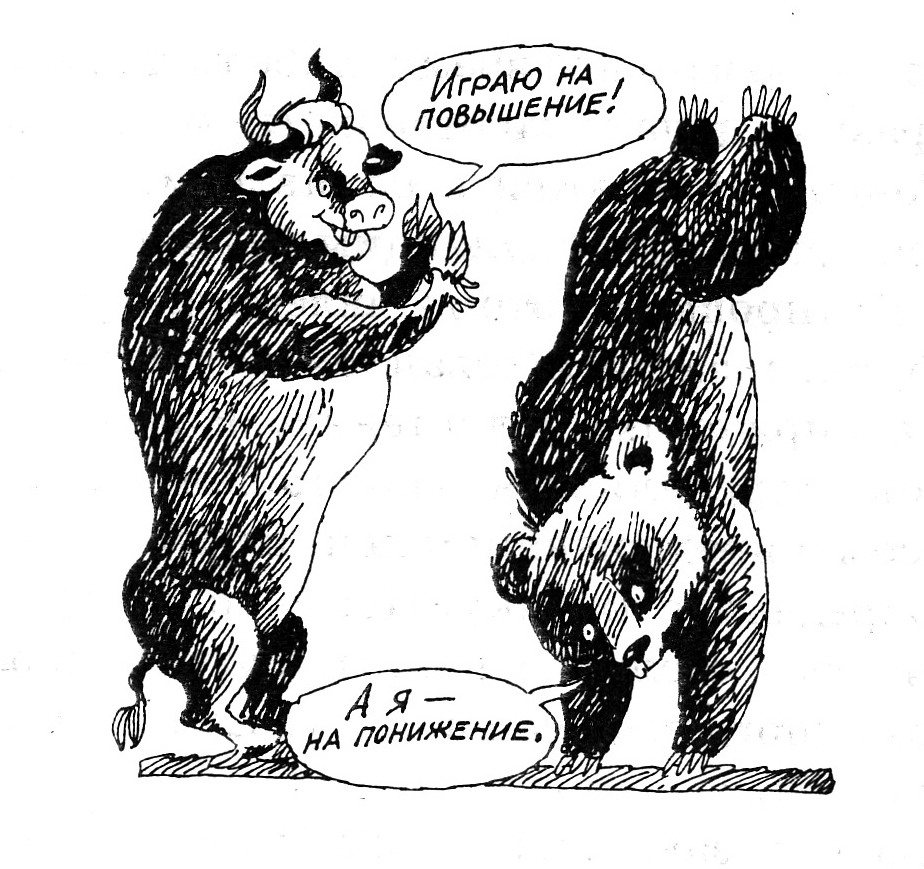 Играю на
повышение!
А я —
на понижение.